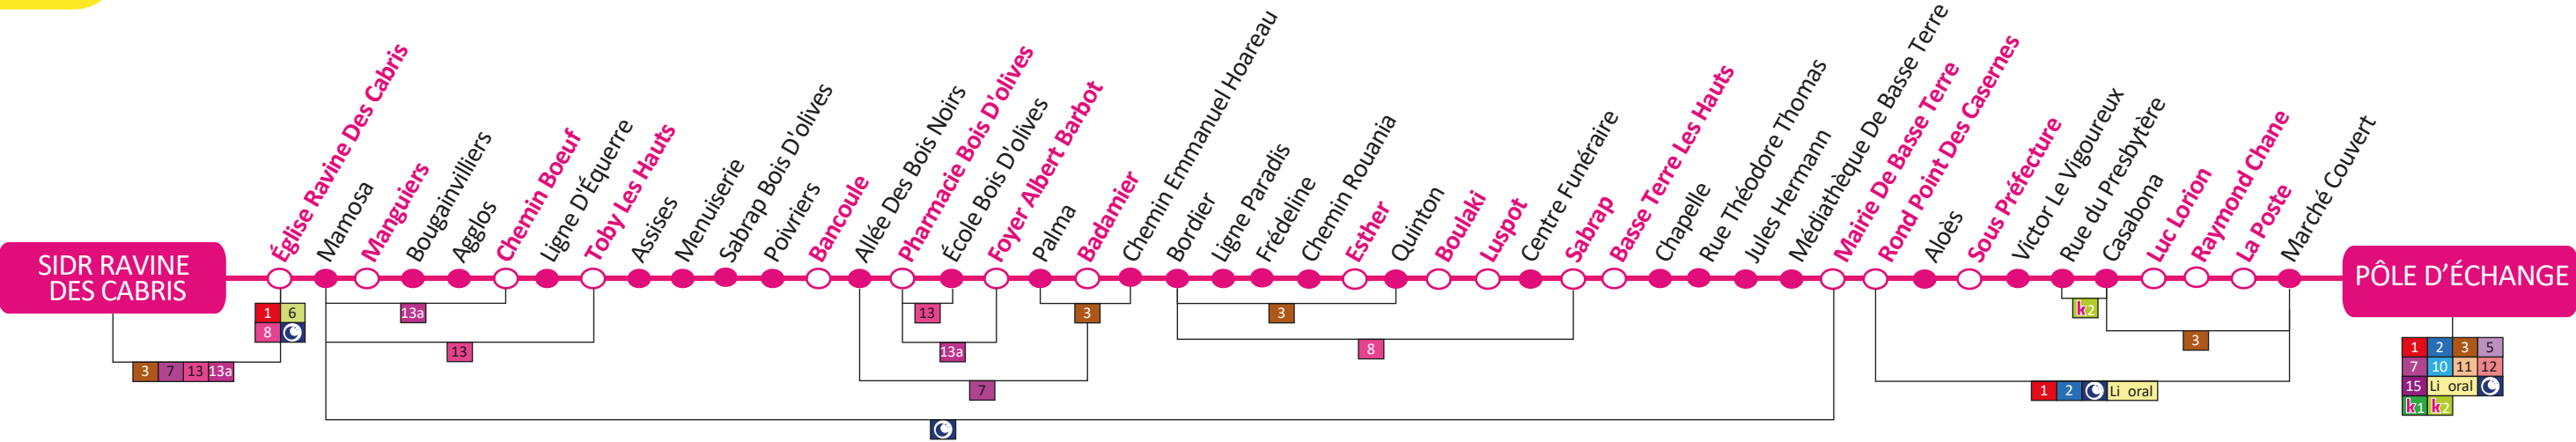 SIDR RAVINE
DES CABRIS
Église Ravine Des Cabris
Mamosa
Manguiers
Bougainvilliers
Agglos
Chemin Boeuf
Ligne D'Équerre
Toby Les Hauts
Assises
Menuiserie
Sabrap Bois D'olives
Poivriers
Bancoule
Allée Des Bois Noirs
Pharmacie Bois D'olives
École Bois D'olives
Foyer Albert Barbot
Palma
Badamier
Chemin Emmanuel Hoareau
Bordier
Ligne Paradis
Frédeline
Chemin Rouania
Esther
Quinton
Boulaki
Luspot
Centre Funéraire
Sabrap
Basse Terre Les Hauts
Chapelle
Rue Théodore Thomas
Jules Hermann
Médiathèque De Basse Terre
Mairie De Basse Terre
Rond Point Des Casernes
Aloès
Sous Préfecture
Victor Le Vigoureux
Rue du Presbytère
Casabona
Luc Lorion
Raymond Chane
La Poste
Marché Couvert
PÔLE D'ÉCHANGE
1 6
8
3 7 13 13a
13a
13
13
13a
7
3
3
8
k2
3
1 2 Li oral
1 2 3 5
7 10 11 12
15 Li oral
k1 k2